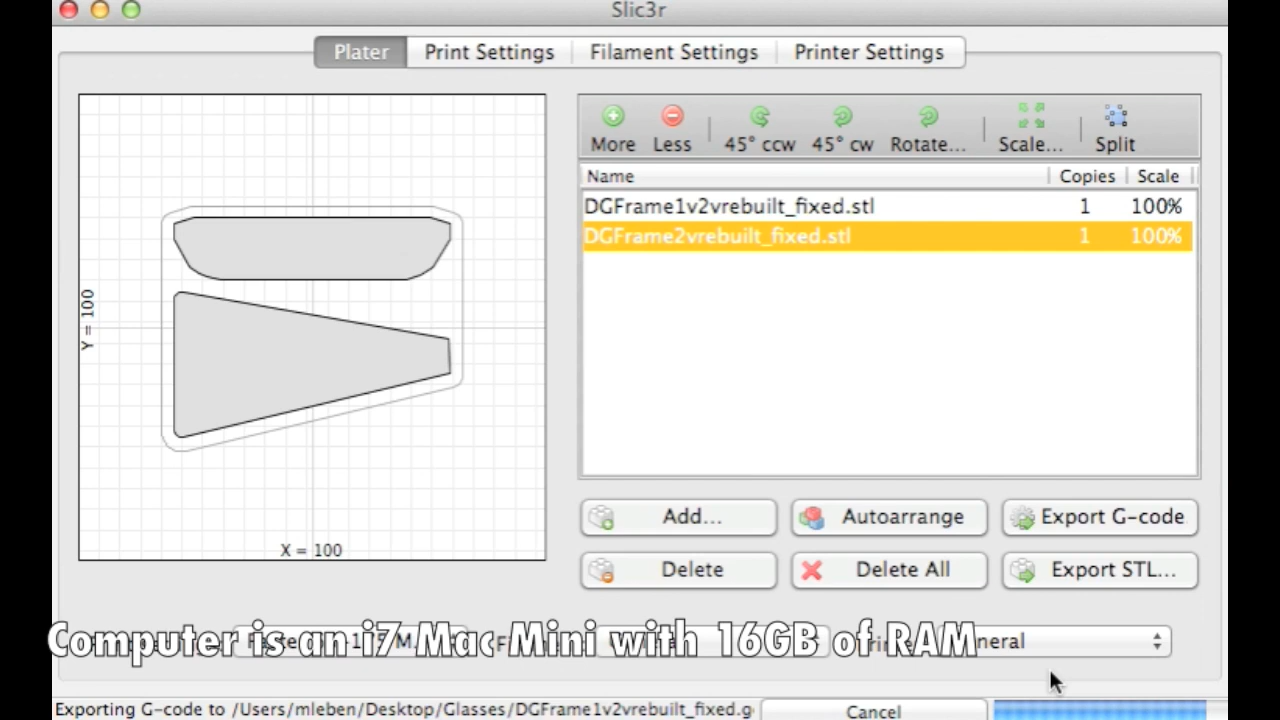 Slic3r
Plater Print Settings Filament Settings Printer Settings
More Less 45° ccw 45° cw Rotate... Scale... Split
Name Copies Scale
DGFrame1v2vrebuilt_fixed.stl 1 100%
DGFrame2vrebuilt_fixed.stl 1 100%
Y = 100
X = 100
Add... Autoarrange Export G-code
Delete Delete All Export STL...
Computer is an i7 Mac Mini with 16GB of RAM
Exporting G-code to /Users/mleben/Desktop/Glasses/DGFrame1v2vrebuilt_fixed.g
Cancel